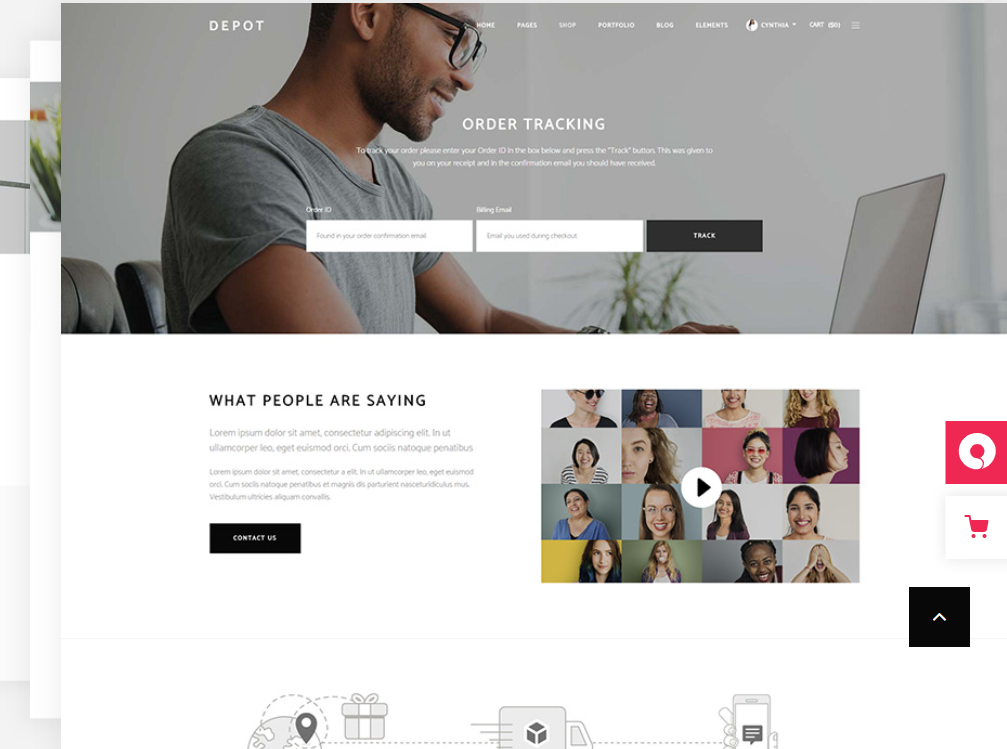 DEPOT
HOME PAGES SHOP PORTFOLIO BLOG ELEMENTS CYNTHIA CART ($0)
ORDER TRACKING
To track your order please enter your Order ID in the box below and press the "Track" button. This was given to
you on your receipt and in the confirmation email you should have received.
Order ID
Billing Email
Found in your order confirmation email.
Email you used during checkout.
TRACK
WHAT PEOPLE ARE SAYING
Lorem ipsum dolor sit amet, consectetur adipiscing elit. In ut
ullamcorper leo, eget euismod orci. Cum sociis natoque penatibus
Lorem ipsum dolor sit amet, consectetur a elit. In ut ullamcorper leo, eget euismod
orci. Cum sociis natoque penatibus et magnis dis parturient nasceturidiculus mus.
Vestibulum ultricies aliquam convallis.
CONTACT US